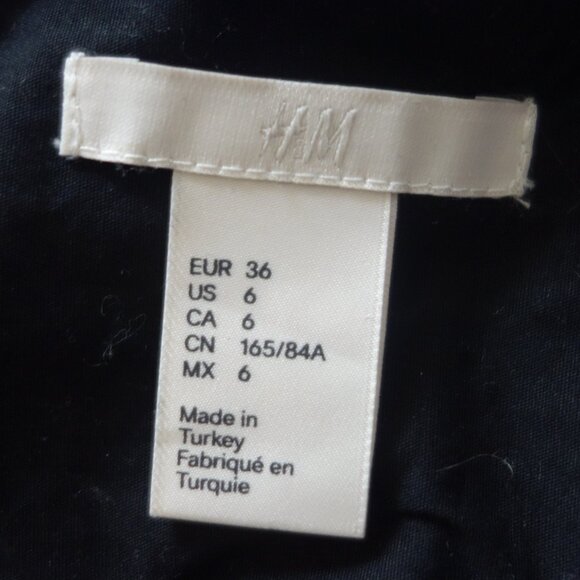 H&M
EUR 36
US 6
CA 6
CN 165/84A
MX 6
Made in
Turkey
Fabriqué en
Turquie